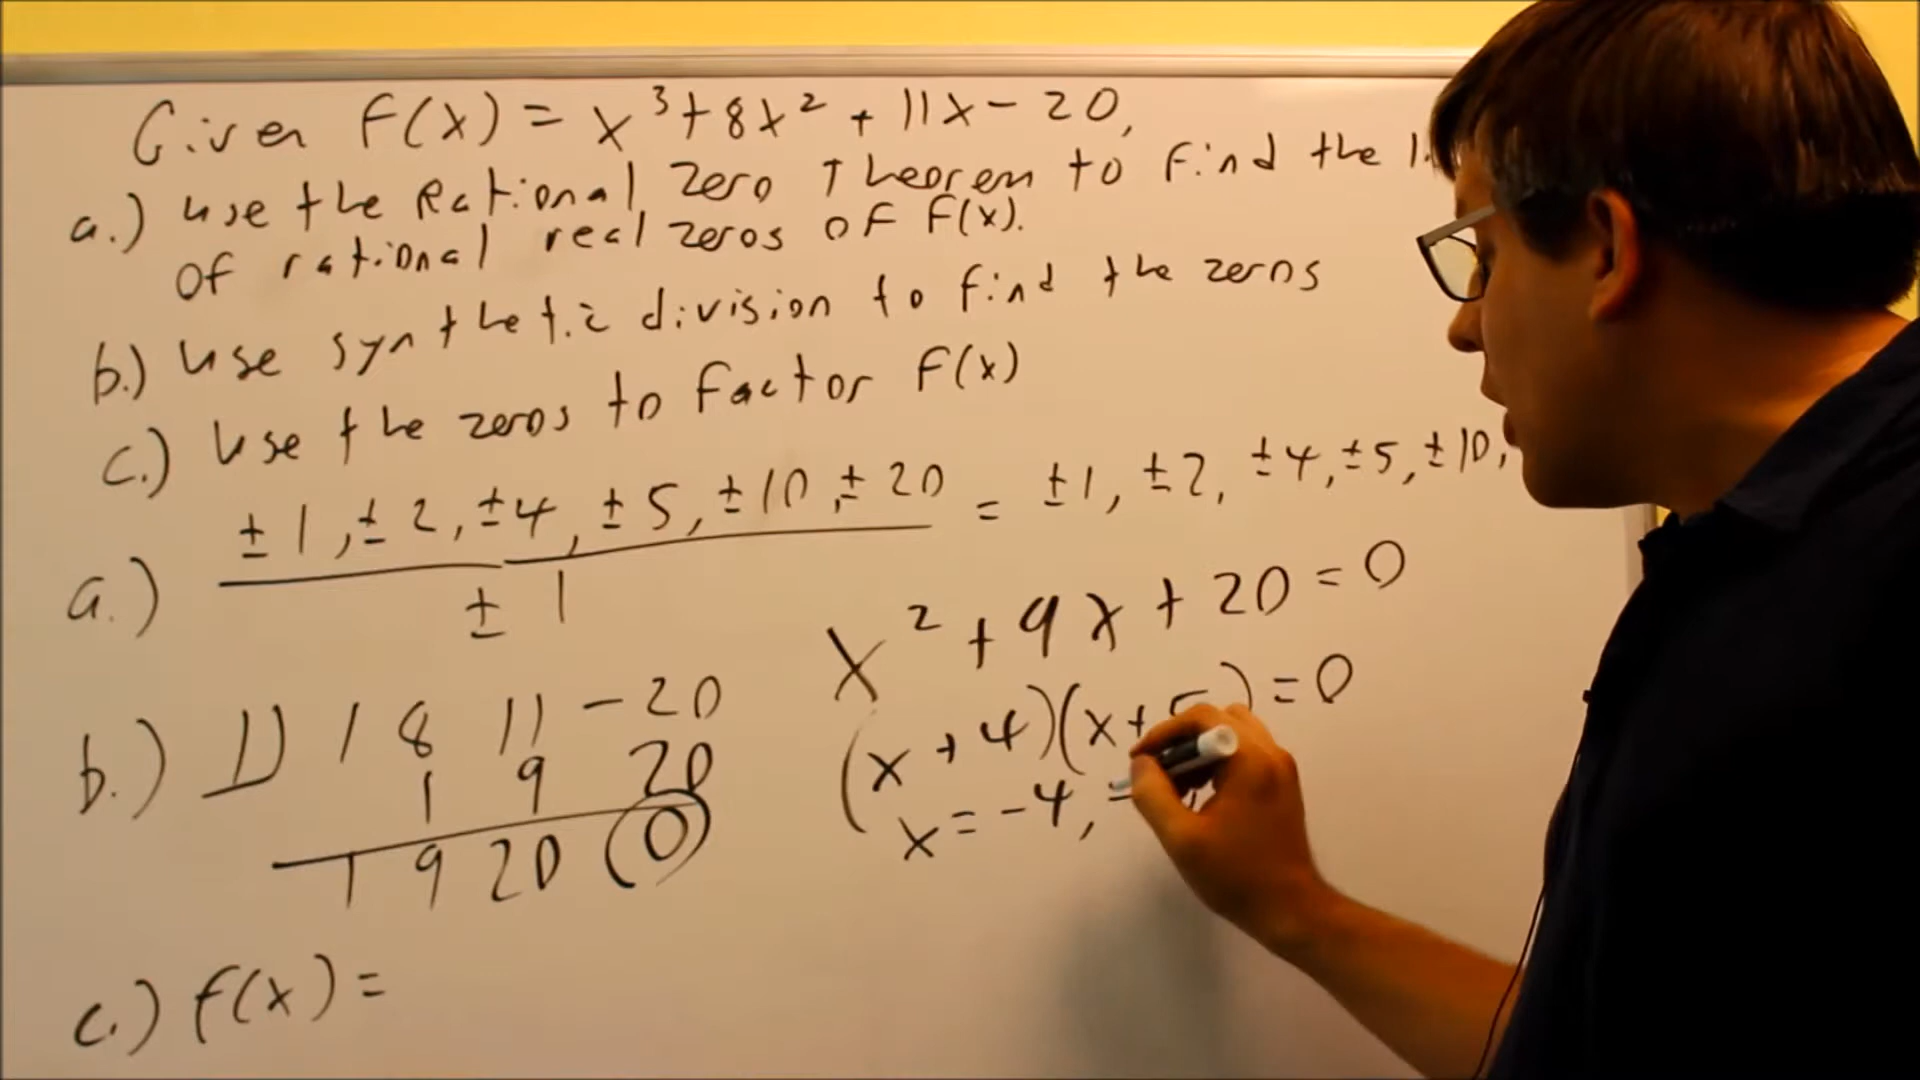 Given f(x) = x³ + 8x² + 11x - 20,
a.) Use the Rational Zero Theorem to find the
of rational real zeros of f(x).
b.) Use synthetic division to find the zeros
c.) Use the zeros to factor f(x)
a.) ±1, ±2, ±4, ±5, ±10, ±20 = ±1, ±2, ±4, ±5, ±10,
±1
x² + 9x + 20 = 0
(x + 4)(x + 5) = 0
x = -4, -
b.) 1) 1 8 11 -20
1 9 20
1 9 20 (0)
c.) f(x) =